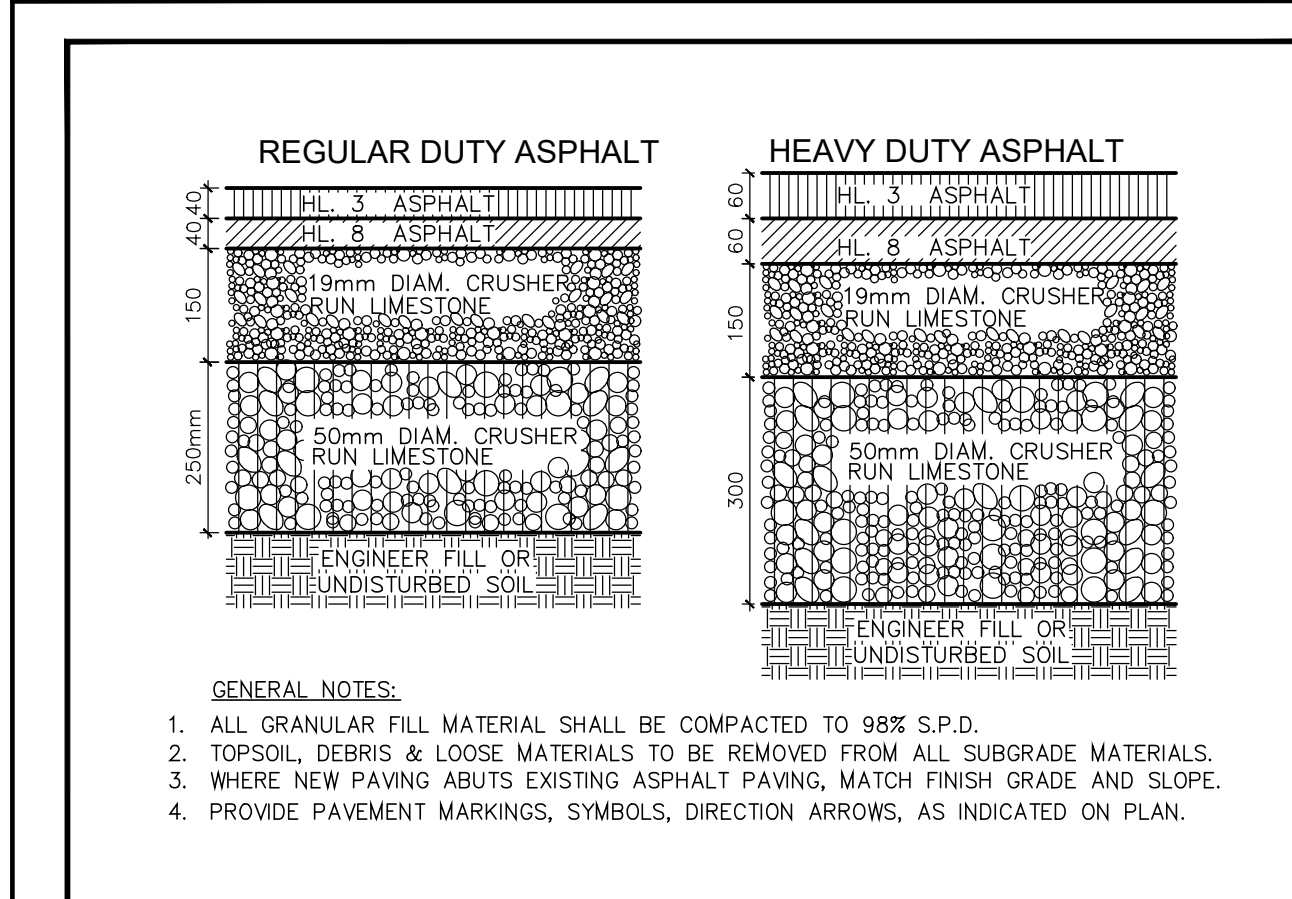 REGULAR DUTY ASPHALT
40
HL. 3 ASPHALT
40
HL. 8 ASPHALT
150
19mm DIAM. CRUSHER
RUN LIMESTONE
250mm
50mm DIAM. CRUSHER
RUN LIMESTONE
ENGINEER FILL OR
UNDISTURBED SOIL
HEAVY DUTY ASPHALT
60
HL. 3 ASPHALT
60
HL. 8 ASPHALT
150
19mm DIAM. CRUSHER
RUN LIMESTONE
300
50mm DIAM. CRUSHER
RUN LIMESTONE
ENGINEER FILL OR
UNDISTURBED SOIL
GENERAL NOTES:
1. ALL GRANULAR FILL MATERIAL SHALL BE COMPACTED TO 98% S.P.D.
2. TOPSOIL, DEBRIS & LOOSE MATERIALS TO BE REMOVED FROM ALL SUBGRADE MATERIALS.
3. WHERE NEW PAVING ABUTS EXISTING ASPHALT PAVING, MATCH FINISH GRADE AND SLOPE.
4. PROVIDE PAVEMENT MARKINGS, SYMBOLS, DIRECTION ARROWS, AS INDICATED ON PLAN.